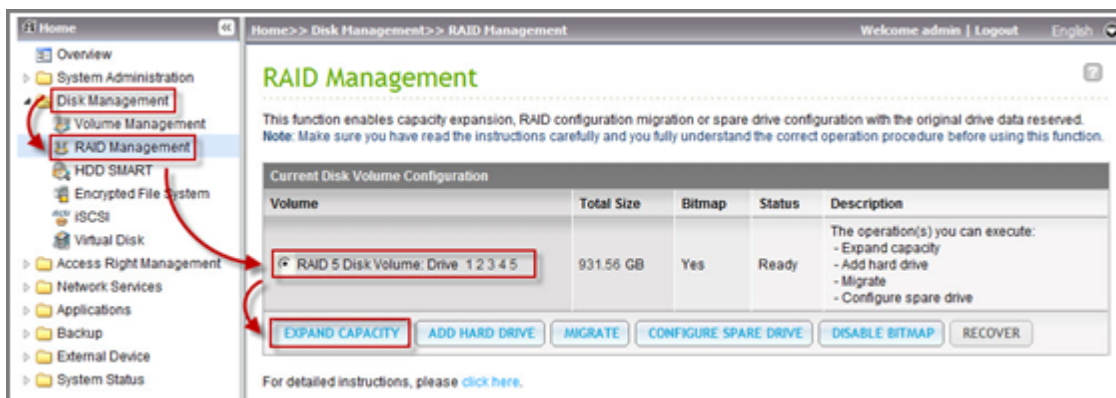 Home
Overview
System Administration
Disk Management
Volume Management
RAID Management
HDD SMART
Encrypted File System
iSCSI
Virtual Disk
Access Right Management
Network Services
Applications
Backup
External Device
System Status
Home>> Disk Management>> RAID Management
Welcome admin | Logout
English
RAID Management
This function enables capacity expansion, RAID configuration migration or spare drive configuration with the original drive data reserved.
Note: Make sure you have read the instructions carefully and you fully understand the correct operation procedure before using this function.
Current Disk Volume Configuration
Volume Total Size Bitmap Status Description
RAID 5 Disk Volume: Drive 1 2 3 4 5 931.56 GB Yes Ready
The operation(s) you can execute:
- Expand capacity
- Add hard drive
- Migrate
- Configure spare drive
EXPAND CAPACITY ADD HARD DRIVE MIGRATE CONFIGURE SPARE DRIVE DISABLE BITMAP RECOVER
For detailed instructions, please click here.